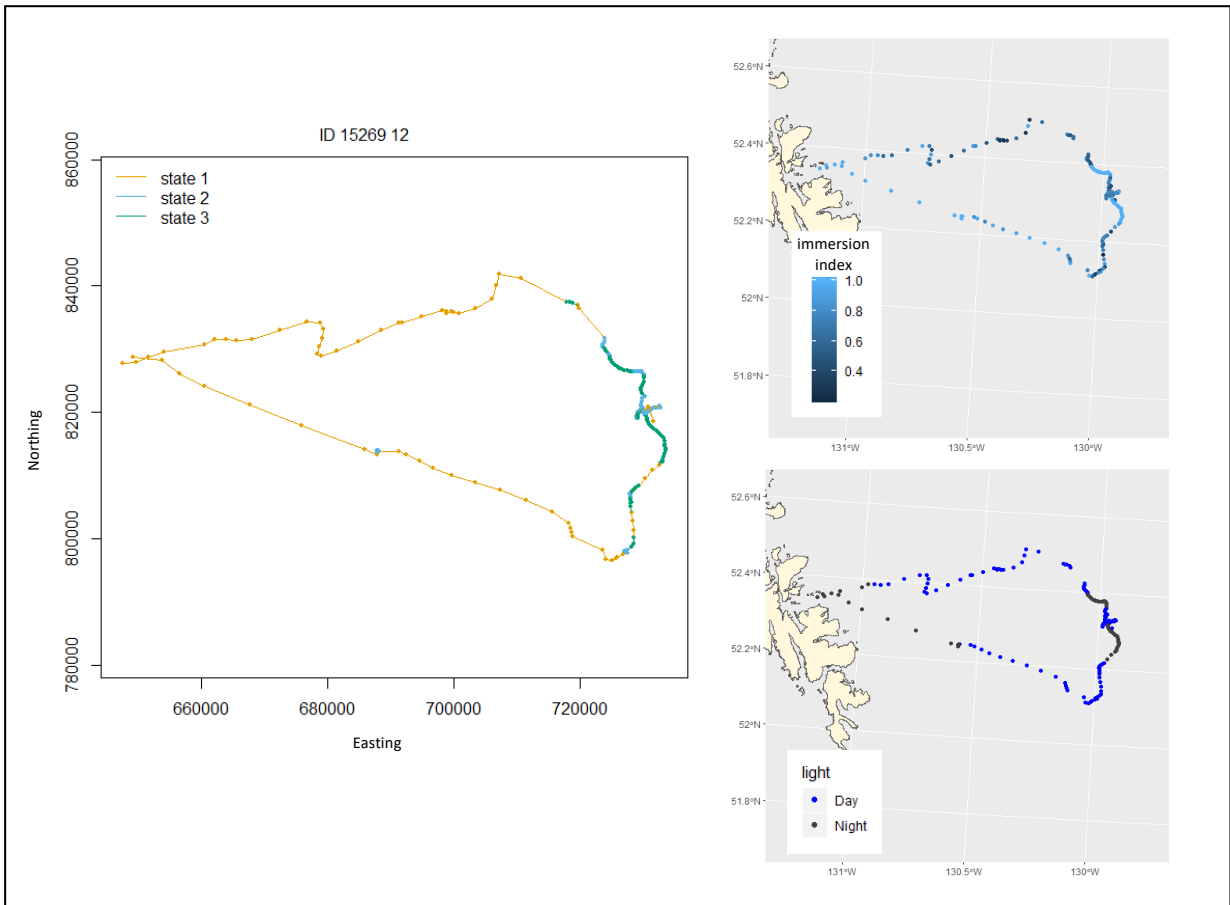 ID 15269 12
state 1
state 2
state 3
860000
840000
820000
800000
780000
Northing
660000
680000
700000
720000
Easting
52.6°N
52.4°N
52.2°N
52°N
51.8°N
immersion
index
1.0
0.8
0.6
0.4
131°W
130.5°W
130°W
52.6°N
52.4°N
52.2°N
52°N
51.8°N
light
Day
Night
131°W
130.5°W
130°W